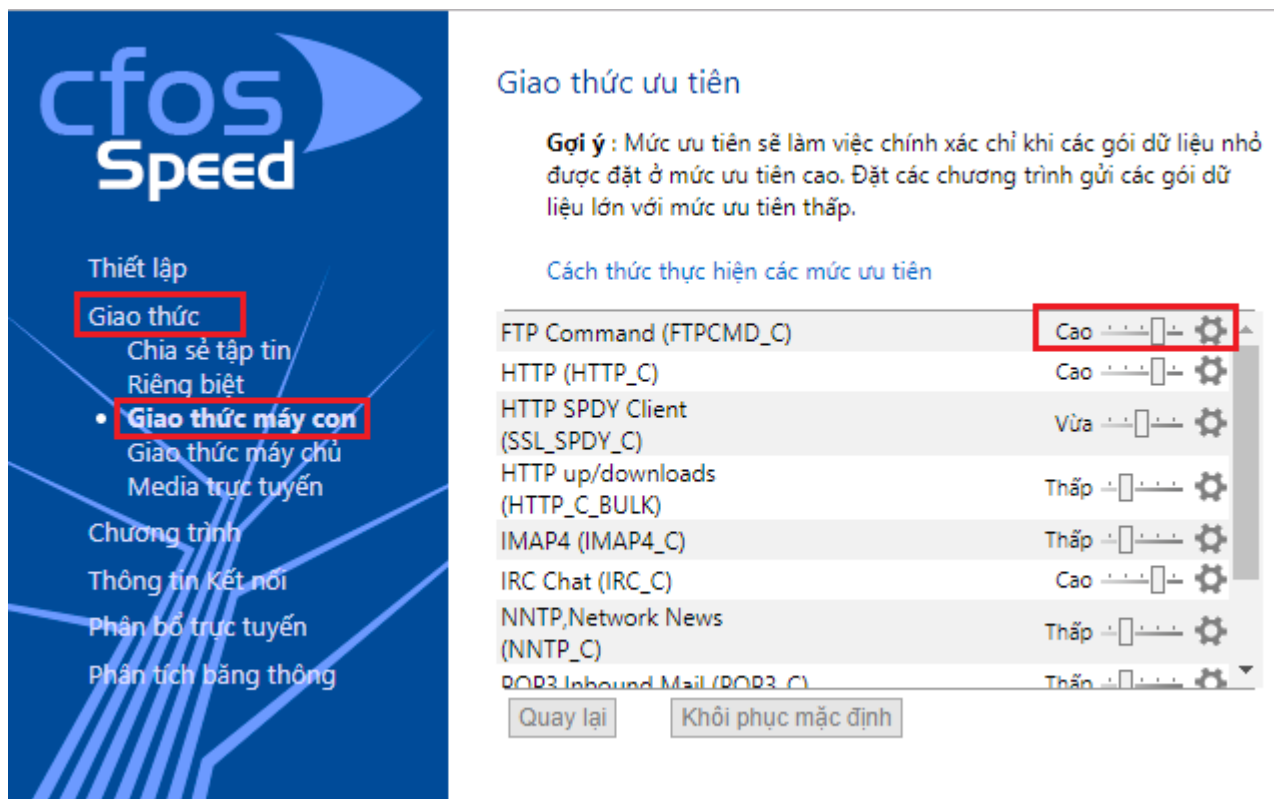 cfos
Speed
Thiết lập
Giao thức
Chia sẻ tập tin
Riêng biệt
Giao thức máy con
Giao thức máy chủ
Media trực tuyến
Chương trình
Thông tin Kết nối
Phân bổ trực tuyến
Phân tích băng thông
Giao thức ưu tiên
Gợi ý : Mức ưu tiên sẽ làm việc chính xác chỉ khi các gói dữ liệu nhỏ
được đặt ở mức ưu tiên cao. Đặt các chương trình gửi các gói dữ
liệu lớn với mức ưu tiên thấp.
Cách thức thực hiện các mức ưu tiên
FTP Command (FTPCMD_C) Cao
HTTP (HTTP_C) Cao
HTTP SPDY Client
(SSL_SPDY_C) Vừa
HTTP up/downloads
(HTTP_C_BULK) Thấp
IMAP4 (IMAP4_C) Thấp
IRC Chat (IRC_C) Cao
NNTP,Network News
(NNTP_C) Thấp
POP3 Inbound Mail (POP3_C) Thấp
Quay lại Khôi phục mặc định